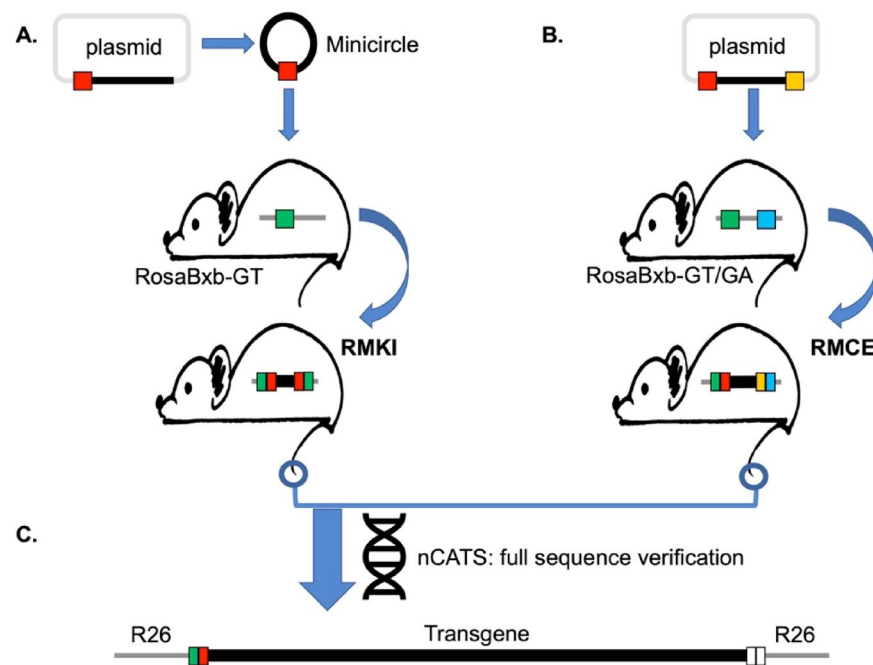 A.
plasmid
Minicircle
RosaBxb-GT
RMKI
B.
plasmid
RosaBxb-GT/GA
RMCE
C.
nCATS: full sequence verification
R26
Transgene
R26